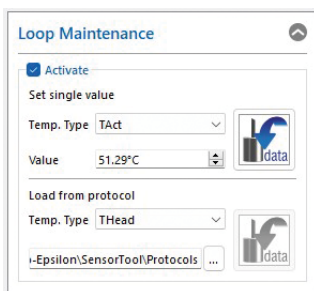 Loop Maintenance
Activate
Set single value
Temp. Type TAct
Value 51.29°C
data
Load from protocol
Temp. Type THead
data
-Epsilon\SensorTool\Protocols ...